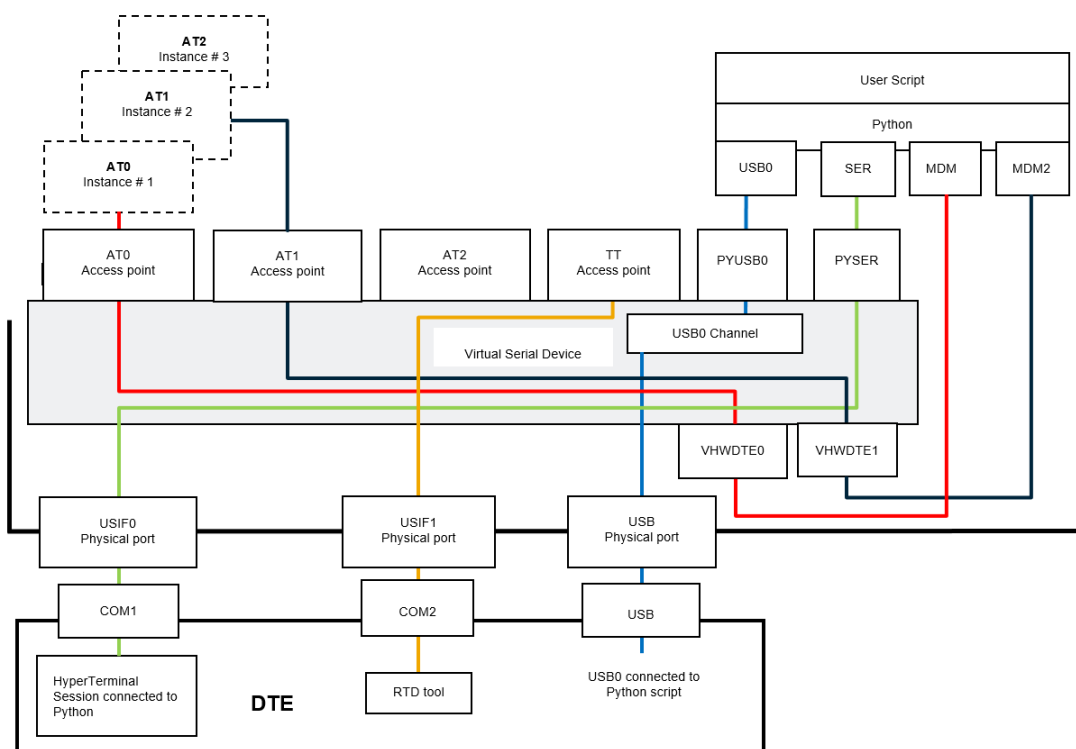 AT2
Instance # 3
AT1
Instance # 2
AT0
Instance # 1
User Script
Python
USB0
SER
MDM
MDM2
AT0
Access point
AT1
Access point
AT2
Access point
TT
Access point
PYUSB0
PYSER
USB0 Channel
Virtual Serial Device
VHWDTE0
VHWDTE1
USIF0
Physical port
USIF1
Physical port
USB
Physical port
COM1
COM2
USB
HyperTerminal
Session connected to
Python
DTE
RTD tool
USB0 connected to
Python script